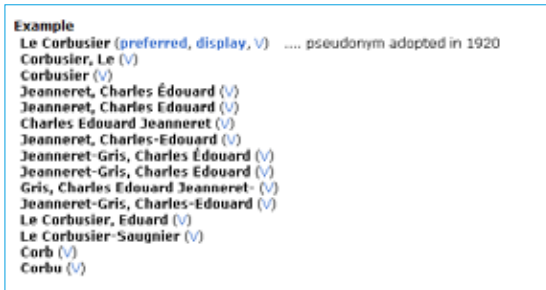 Example
Le Corbusier (preferred, display, V) .... pseudonym adopted in 1920
Corbusier, Le (V)
Corbusier (V)
Jeanneret, Charles Édouard (V)
Jeanneret, Charles Edouard (V)
Charles Edouard Jeanneret (V)
Jeanneret, Charles-Edouard (V)
Jeanneret-Gris, Charles Édouard (V)
Jeanneret-Gris, Charles Edouard (V)
Gris, Charles Edouard Jeanneret- (V)
Jeanneret-Gris, Charles-Edouard (V)
Le Corbusier, Eduard (V)
Le Corbusier-Saugnier (V)
Corb (V)
Corbu (V)